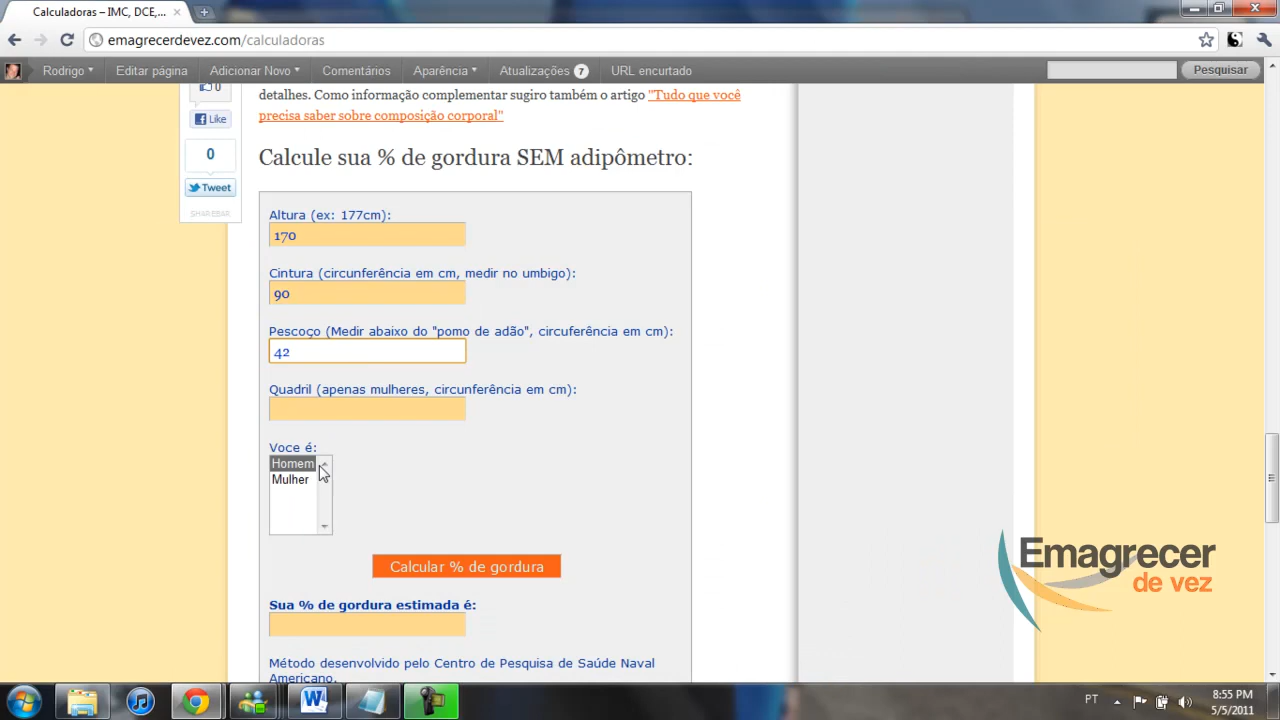 Calculadoras – IMC, DCE,...
emagrecerdevez.com/calculadoras
Rodrigo
Editar página
Adicionar Novo
Comentários
Aparência
Atualizações 7
URL encurtado
Pesquisar
0
Like
0
Tweet
SHAREBAR
detalhes. Como informação complementar sugiro também o artigo "Tudo que você
precisa saber sobre composição corporal"
Calcule sua % de gordura SEM adipômetro:
Altura (ex: 177cm):
170
Cintura (circunferência em cm, medir no umbigo):
90
Pescoço (Medir abaixo do "pomo de adão", circuferência em cm):
42
Quadril (apenas mulheres, circunferência em cm):
Voce é:
Homem
Mulher
Calcular % de gordura
Sua % de gordura estimada é:
Método desenvolvido pelo Centro de Pesquisa de Saúde Naval
Americano.
Emagrecer
de vez
PT
8:55 PM
5/5/2011